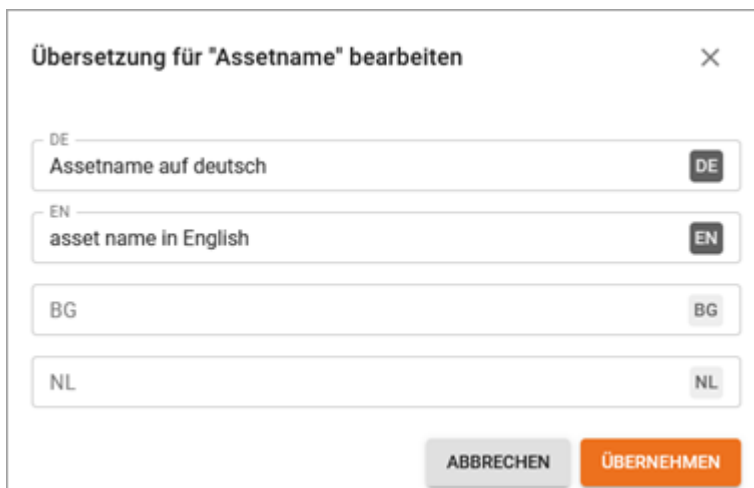 Übersetzung für "Assetname" bearbeiten
DE
Assetname auf deutsch DE
EN
asset name in English EN
BG BG
NL NL
ABBRECHEN ÜBERNEHMEN